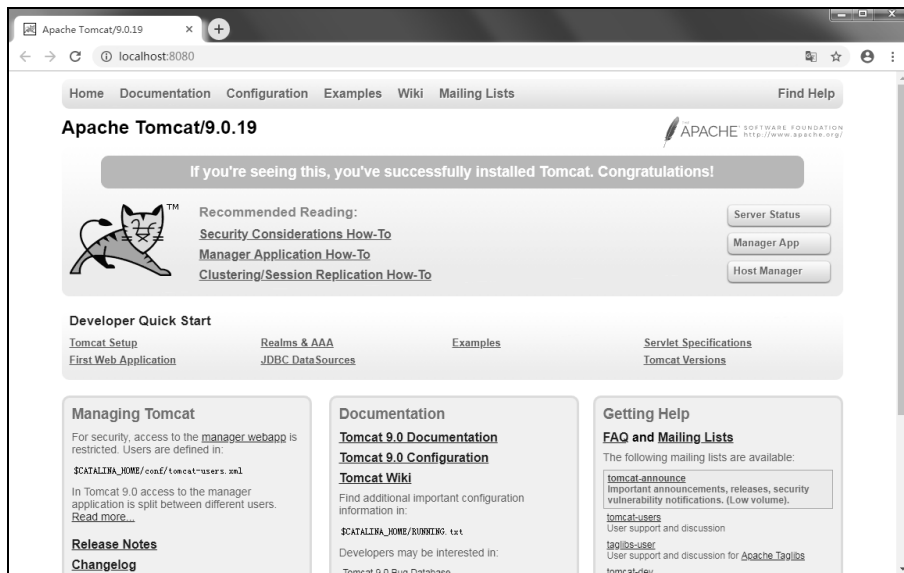 Apache Tomcat/9.0.19
localhost:8080
Home Documentation Configuration Examples Wiki Mailing Lists Find Help
Apache Tomcat/9.0.19
THE APACHE SOFTWARE FOUNDATION
http://www.apache.org/
If you're seeing this, you've successfully installed Tomcat. Congratulations!
TM
Recommended Reading:
Security Considerations How-To
Manager Application How-To
Clustering/Session Replication How-To
Server Status
Manager App
Host Manager
Developer Quick Start
Tomcat Setup
First Web Application
Realms & AAA
JDBC DataSources
Examples
Servlet Specifications
Tomcat Versions
Managing Tomcat
For security, access to the manager webapp is
restricted. Users are defined in:
$CATALINA_HOME/conf/tomcat-users.xml
In Tomcat 9.0 access to the manager
application is split between different users.
Read more...
Release Notes
Changelog
Documentation
Tomcat 9.0 Documentation
Tomcat 9.0 Configuration
Tomcat Wiki
Find additional important configuration
information in:
$CATALINA_HOME/RUNNING.txt
Developers may be interested in:
Tomcat 9.0 Bug Database
Getting Help
FAQ and Mailing Lists
The following mailing lists are available:
tomcat-announce
Important announcements, releases, security
vulnerability notifications. (Low volume).
tomcat-users
User support and discussion
taglibs-user
User support and discussion for Apache Taglibs
tomcat-dev